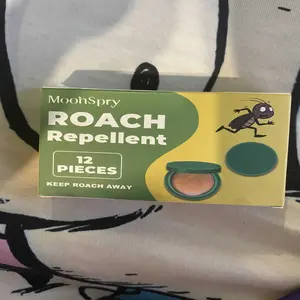 MoohSpry
ROACH
Repellent
12
PIECES
KEEP ROACH AWAY